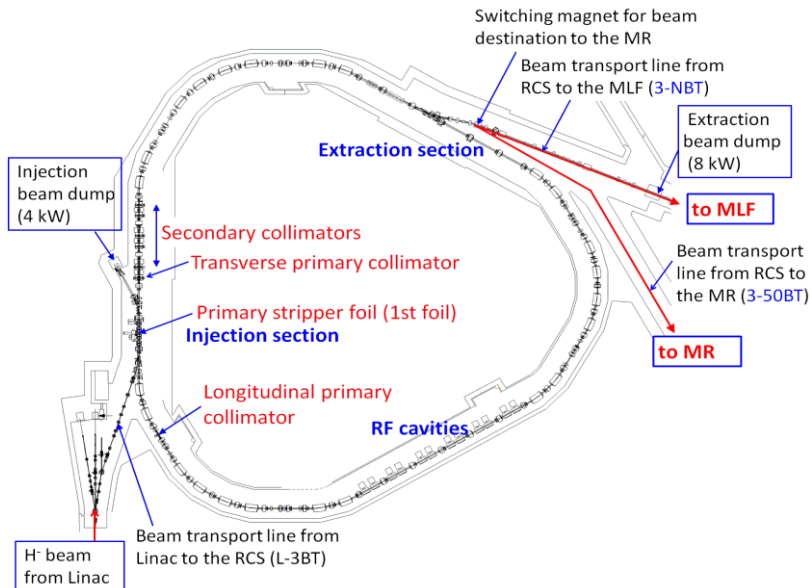 Switching magnet for beam
destination to the MR
Beam transport line from
RCS to the MLF (3-NBT)
Extraction
beam dump
(8 kW)
Extraction section
Injection
beam dump
(4 kW)
to MLF
Secondary collimators
Transverse primary collimator
Beam transport
line from RCS to
the MR (3-50BT)
Primary stripper foil (1st foil)
Injection section
to MR
Longitudinal primary
collimator
RF cavities
Beam transport line from
Linac to the RCS (L-3BT)
H⁻ beam
from Linac